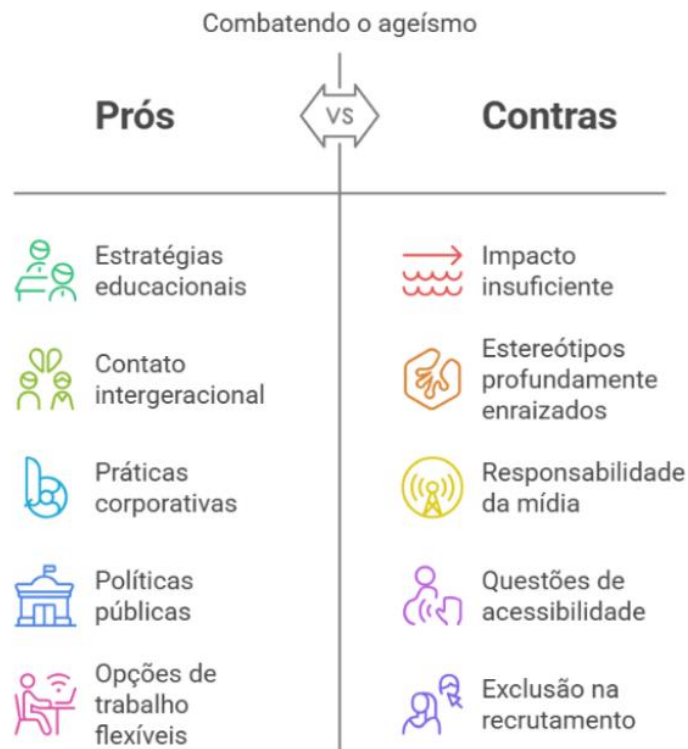 Combatendo o ageísmo
Prós
VS
Contras
Estratégias
educacionais
Impacto
insuficiente
Contato
intergeracional
Estereótipos
profundamente
enraizados
Práticas
corporativas
Responsabilidade
da mídia
Políticas
públicas
Questões de
acessibilidade
Opções de
trabalho
flexíveis
Exclusão na
recrutamento